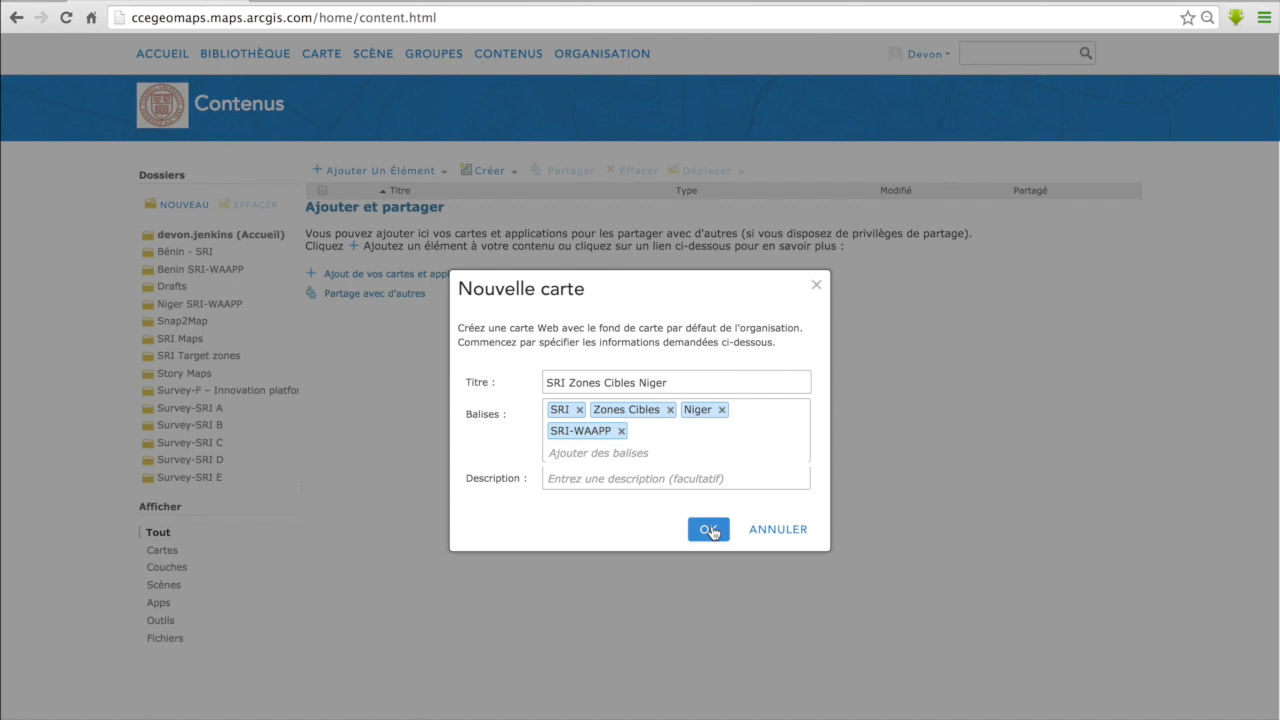 ccegeomaps.maps.arcgis.com/home/content.html
ACCUEIL BIBLIOTHÈQUE CARTE SCÈNE GROUPES CONTENUS ORGANISATION Devon
Contenus
Dossiers
NOUVEAU EFFACER
devon.jenkins (Accueil)
Bénin - SRI
Benin SRI-WAAPP
Drafts
Niger SRI-WAAPP
Snap2Map
SRI Maps
SRI Target zones
Story Maps
Survey-F – Innovation platfor
Survey-SRI A
Survey-SRI B
Survey-SRI C
Survey-SRI D
Survey-SRI E
Afficher
Tout
Cartes
Couches
Scènes
Apps
Outils
Fichiers
Ajouter Un Élément Créer Partager Effacer Déplacer
Titre Type Modifié Partagé
Ajouter et partager
Vous pouvez ajouter ici vos cartes et applications pour les partager avec d'autres (si vous disposez de privilèges de partage).
Cliquez + Ajoutez un élément à votre contenu ou cliquez sur un lien ci-dessous pour en savoir plus :
Ajout de vos cartes et app
Partage avec d'autres
Nouvelle carte
Créez une carte Web avec le fond de carte par défaut de l'organisation.
Commencez par spécifier les informations demandées ci-dessous.
Titre : SRI Zones Cibles Niger
Balises : SRI × Zones Cibles × Niger ×
SRI-WAAPP ×
Ajouter des balises
Description : Entrez une description (facultatif)
OK ANNULER